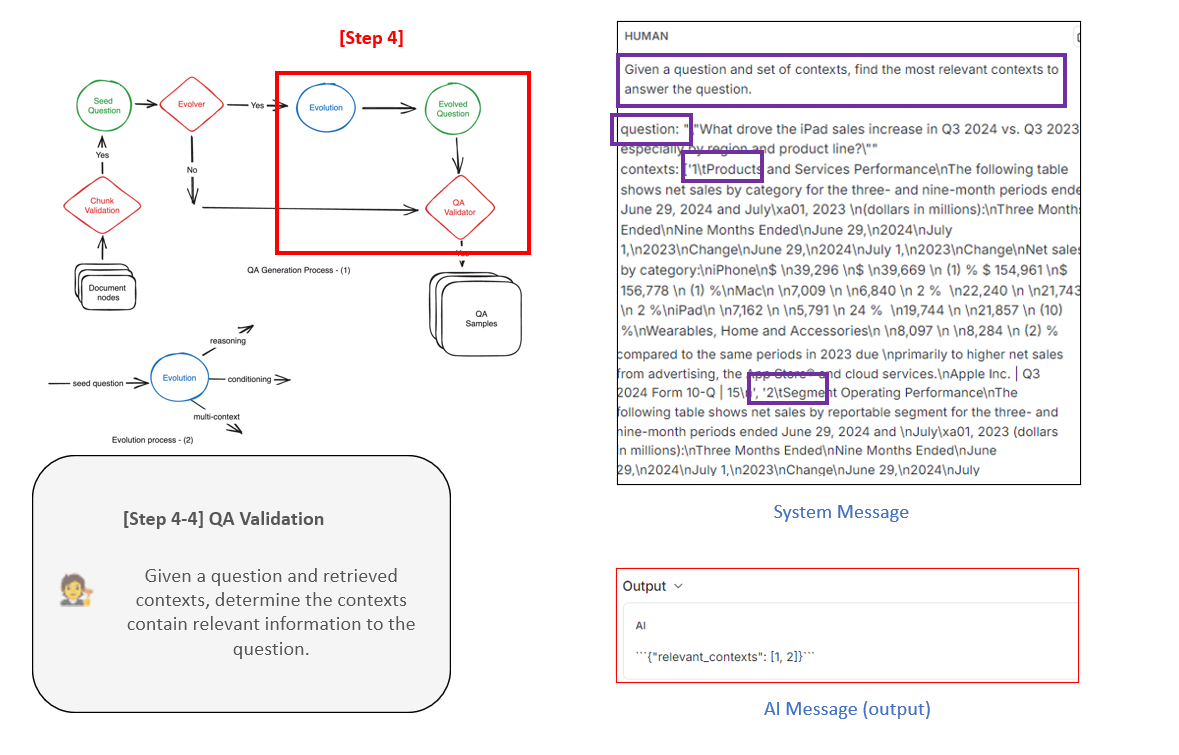 [Step 4]
Seed
Question
Evolver
Yes
Evolution
Evolved
Question
Yes
No
Chunk
Validation
QA
Validator
Document
nodes
QA Generation Process - (1)
Yes
QA
Samples
reasoning
seed question
Evolution
conditioning
multi-context
Evolution process - (2)
[Step 4-4] QA Validation
Given a question and retrieved
contexts, determine the contexts
contain relevant information to the
question.
HUMAN
Given a question and set of contexts, find the most relevant contexts to
answer the question.
question: "\"What drove the iPad sales increase in Q3 2024 vs. Q3 2023
especially by region and product line?\""
contexts: ['1\tProducts and Services Performance\nThe following table
shows net sales by category for the three- and nine-month periods ende
June 29, 2024 and July\xa01, 2023 \n(dollars in millions):\nThree Months
Ended\nNine Months Ended\nJune 29,\n2024\nJuly
1,\n2023\nChange\nJune 29,\n2024\nJuly 1,\n2023\nChange\nNet sales
by category:\niPhone\n$ \n39,296 \n$ \n39,669 \n (1) % $ 154,961 \n$
156,778 \n (1) %\nMac\n \n7,009 \n \n6,840 \n 2 %  \n22,240 \n \n21,743
\n 2 %\niPad\n \n7,162 \n \n5,791 \n 24 %  \n19,744 \n \n21,857 \n (10)
%\nWearables, Home and Accessories\n \n8,097 \n \n8,284 \n (2) %
compared to the same periods in 2023 due \nprimarily to higher net sales
from advertising, the App Store® and cloud services.\nApple Inc. | Q3
2024 Form 10-Q | 15\n', '2\tSegment Operating Performance\nThe
following table shows net sales by reportable segment for the three- and
nine-month periods ended June 29, 2024 and \nJuly\xa01, 2023 (dollars
in millions):\nThree Months Ended\nNine Months Ended\nJune
29,\n2024\nJuly 1,\n2023\nChange\nJune 29,\n2024\nJuly
System Message
Output
AI
```{"relevant_contexts": [1, 2]}```
AI Message (output)